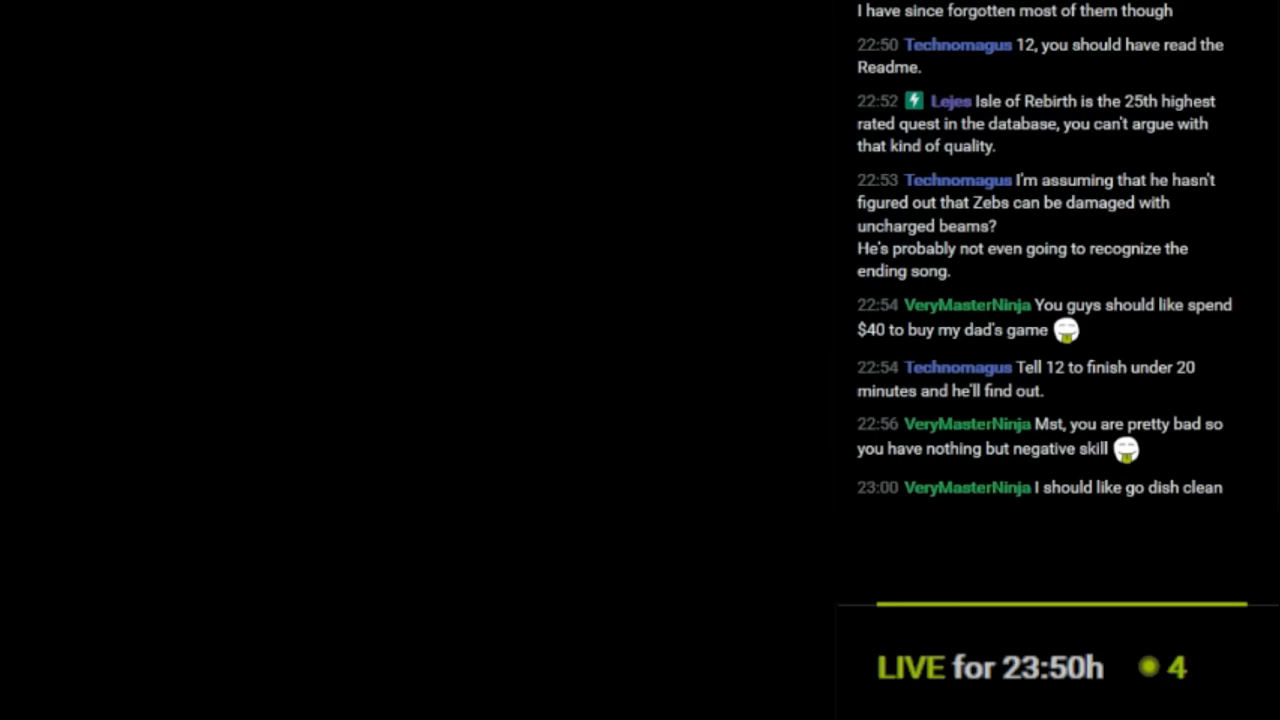 I have since forgotten most of them though
22:50 Technomagus 12, you should have read the
Readme.
22:52 Lejes Isle of Rebirth is the 25th highest
rated quest in the database, you can't argue with
that kind of quality.
22:53 Technomagus I'm assuming that he hasn't
figured out that Zebs can be damaged with
uncharged beams?
He's probably not even going to recognize the
ending song.
22:54 VeryMasterNinja You guys should like spend
$40 to buy my dad's game
22:54 Technomagus Tell 12 to finish under 20
minutes and he'll find out.
22:56 VeryMasterNinja Mst, you are pretty bad so
you have nothing but negative skill
23:00 VeryMasterNinja I should like go dish clean
LIVE for 23:50h 4